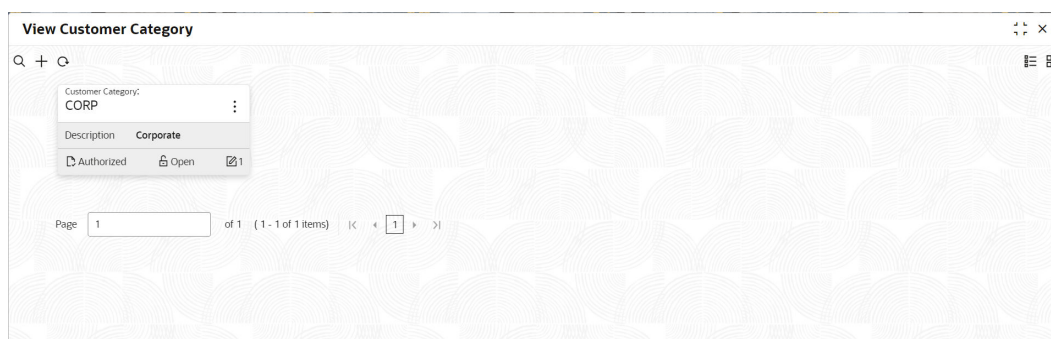 View Customer Category
Customer Category:
CORP
Description Corporate
Authorized Open 1
Page 1 of 1 ( 1 - 1 of 1 items) 1